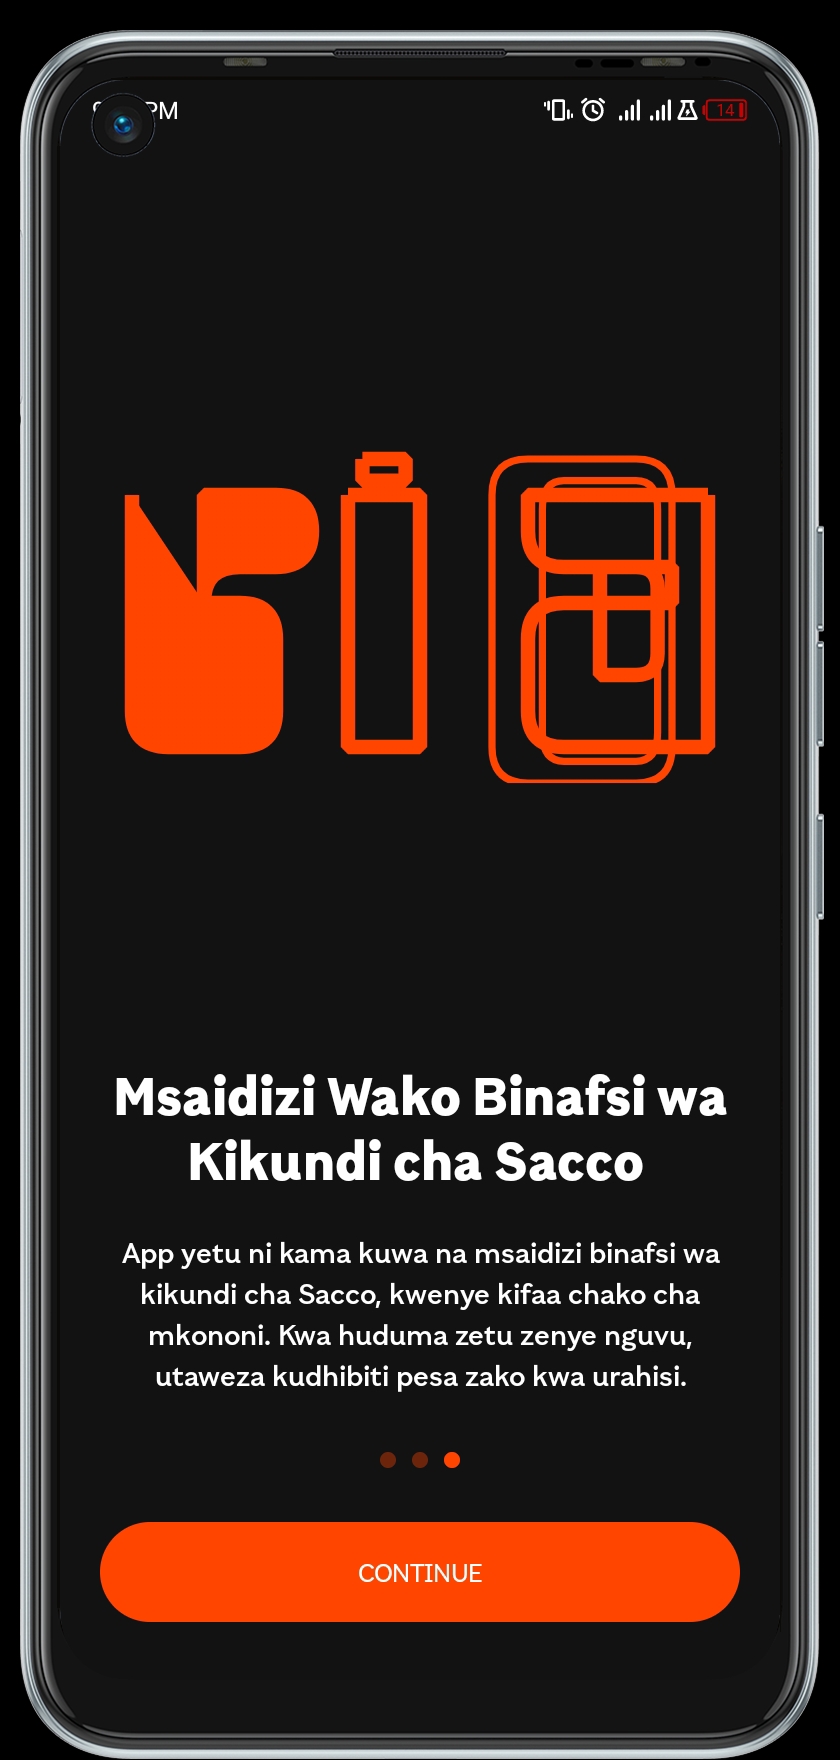 PM
14
Msaidizi Wako Binafsi wa
Kikundi cha Sacco
App yetu ni kama kuwa na msaidizi binafsi wa
kikundi cha Sacco, kwenye kifaa chako cha
mkononi. Kwa huduma zetu zenye nguvu,
utaweza kudhibiti pesa zako kwa urahisi.
CONTINUE